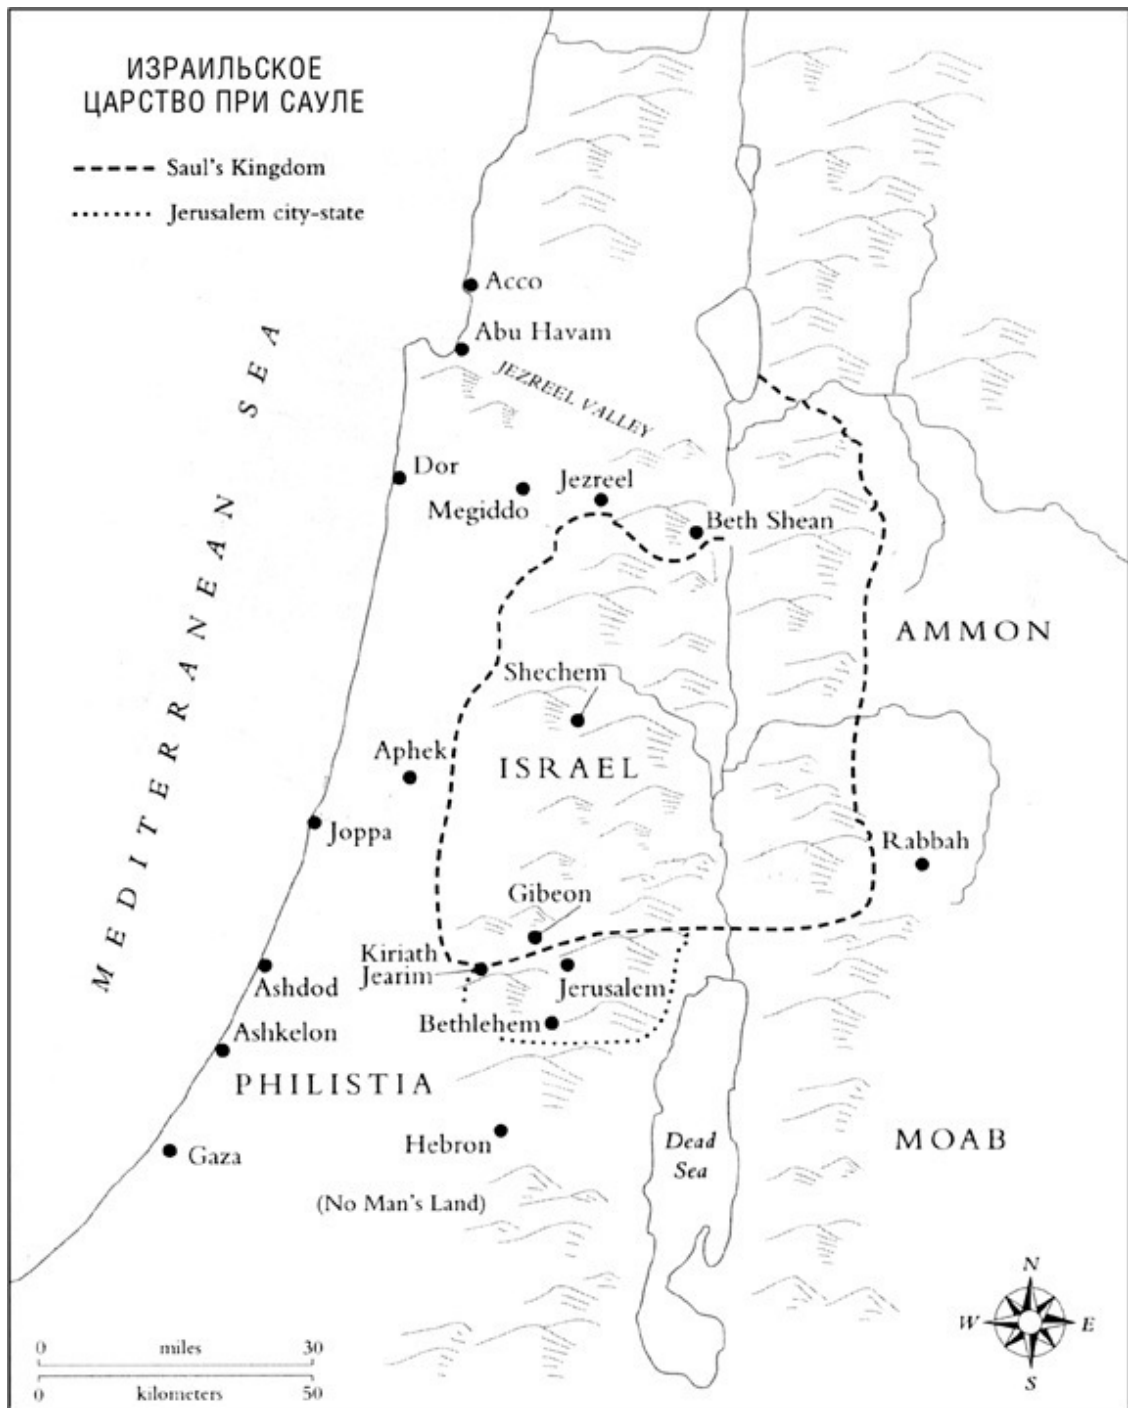 ИЗРАИЛЬСКОЕ
ЦАРСТВО ПРИ САУЛЕ
Saul's Kingdom
Jerusalem city-state
Acco
Abu Havam
JEZREEL VALLEY
MEDITERRANEAN SEA
Dor
Megiddo
Jezreel
Beth Shean
AMMON
Shechem
Aphek
ISRAEL
Joppa
Rabbah
Gibeon
Kiriath
Jearim
Ashdod
Jerusalem
Bethlehem
Ashkelon
PHILISTIA
Hebron
Dead
Sea
MOAB
Gaza
(No Man's Land)
N
W
E
S
0 miles 30
0 kilometers 50